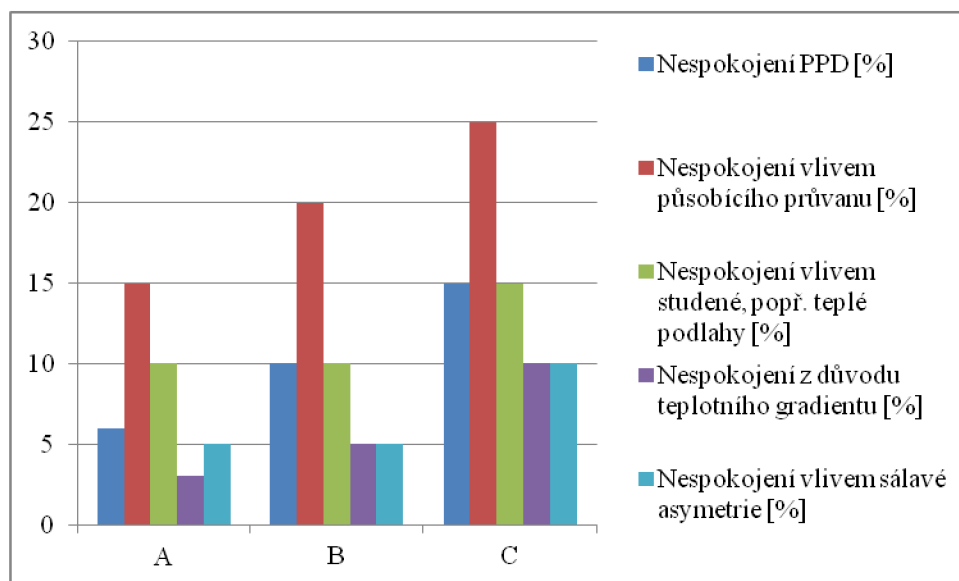 30
25
20
15
10
5
0
A B C
Nespokojení PPD [%]
Nespokojení vlivem
působícího průvanu [%]
Nespokojení vlivem
studené, popř. teplé
podlahy [%]
Nespokojení z důvodu
teplotního gradientu [%]
Nespokojení vlivem sálavé
asymetrie [%]